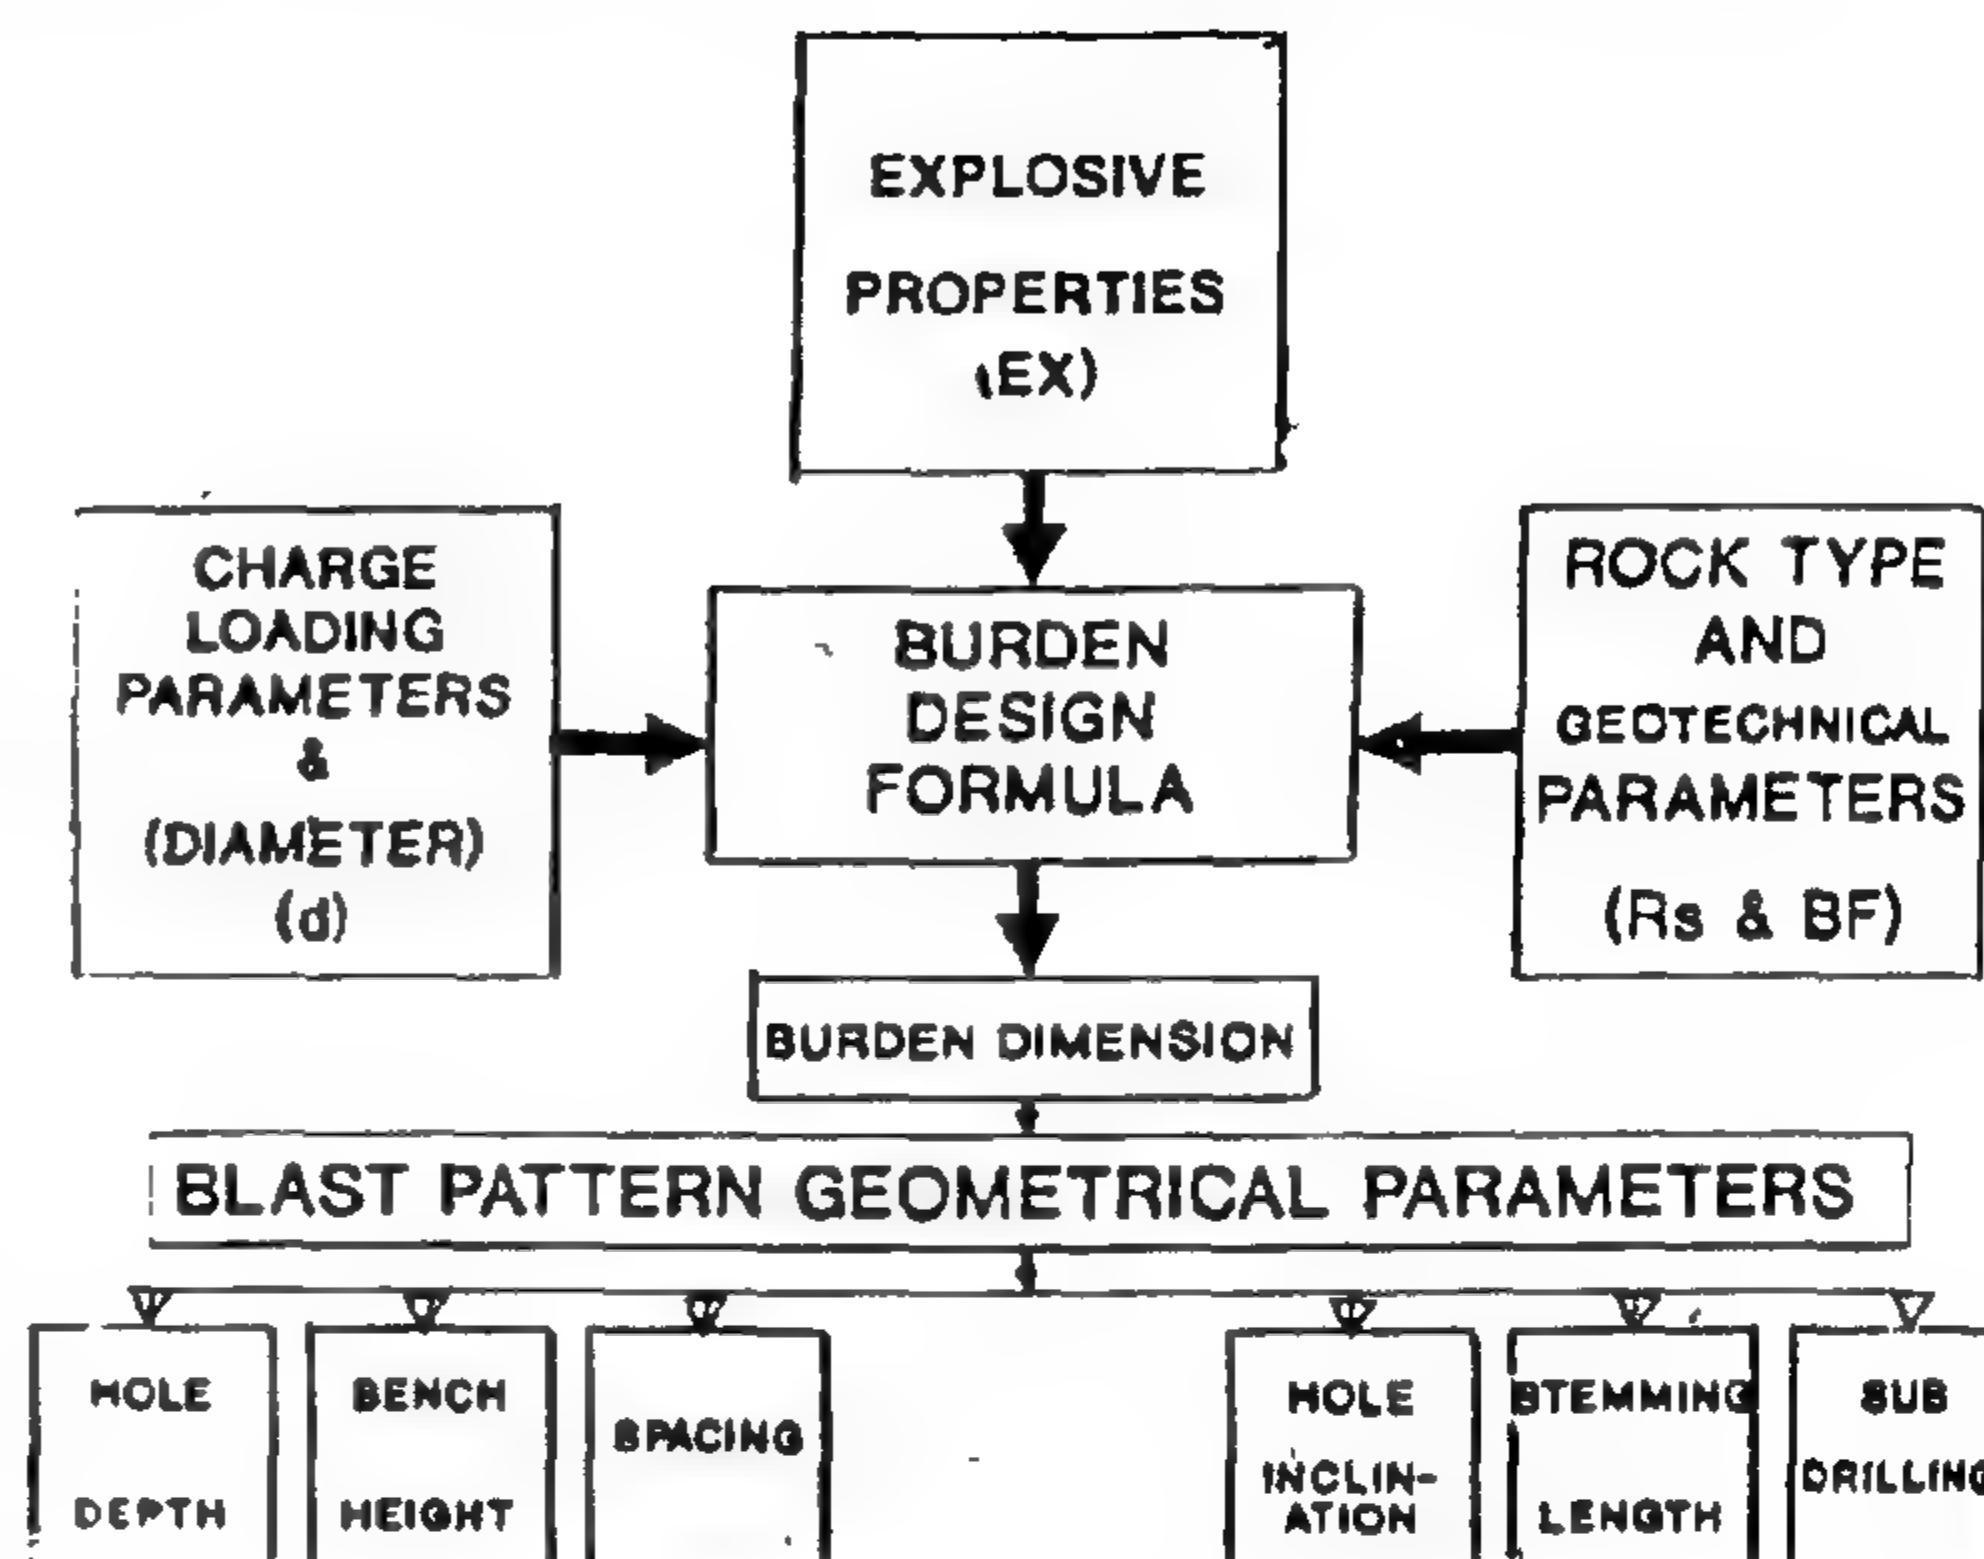 EXPLOSIVE
PROPERTIES
(EX)
CHARGE
LOADING
PARAMETERS
&
(DIAMETER)
(d)
BURDEN
DESIGN
FORMULA
ROCK TYPE
AND
GEOTECHNICAL
PARAMETERS
(Rs & BF)
BURDEN DIMENSION
BLAST PATTERN GEOMETRICAL PARAMETERS
HOLE
DEPTH
BENCH
HEIGHT
SPACING
HOLE
INCLIN-
ATION
STEMMING
LENGTH
SUB
DRILLING